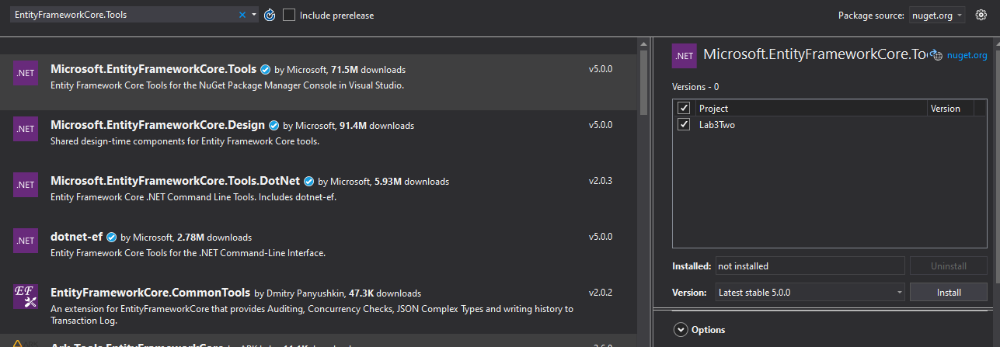 EntityFrameworkCore.Tools
Include prerelease
Package source: nuget.org
.NET
Microsoft.EntityFrameworkCore.Tools by Microsoft, 71.5M downloads v5.0.0
Entity Framework Core Tools for the NuGet Package Manager Console in Visual Studio.
.NET
Microsoft.EntityFrameworkCore.Design by Microsoft, 91.4M downloads v5.0.0
Shared design-time components for Entity Framework Core tools.
.NET
Microsoft.EntityFrameworkCore.Tools.DotNet by Microsoft, 5.93M downloads v2.0.3
Entity Framework Core .NET Command Line Tools. Includes dotnet-ef.
.NET
dotnet-ef by Microsoft, 2.78M downloads v5.0.0
Entity Framework Core Tools for the .NET Command-Line Interface.
EF
EntityFrameworkCore.CommonTools by Dmitry Panyushkin, 47.3K downloads v2.0.2
An extension for EntityFrameworkCore that provides Auditing, Concurrency Checks, JSON Complex Types and writing history to
Transaction Log.
.NET
Microsoft.EntityFrameworkCore.To
nuget.org
Versions - 0
Project Version
Lab3Two
Installed: not installed
Uninstall
Version: Latest stable 5.0.0
Install
Options